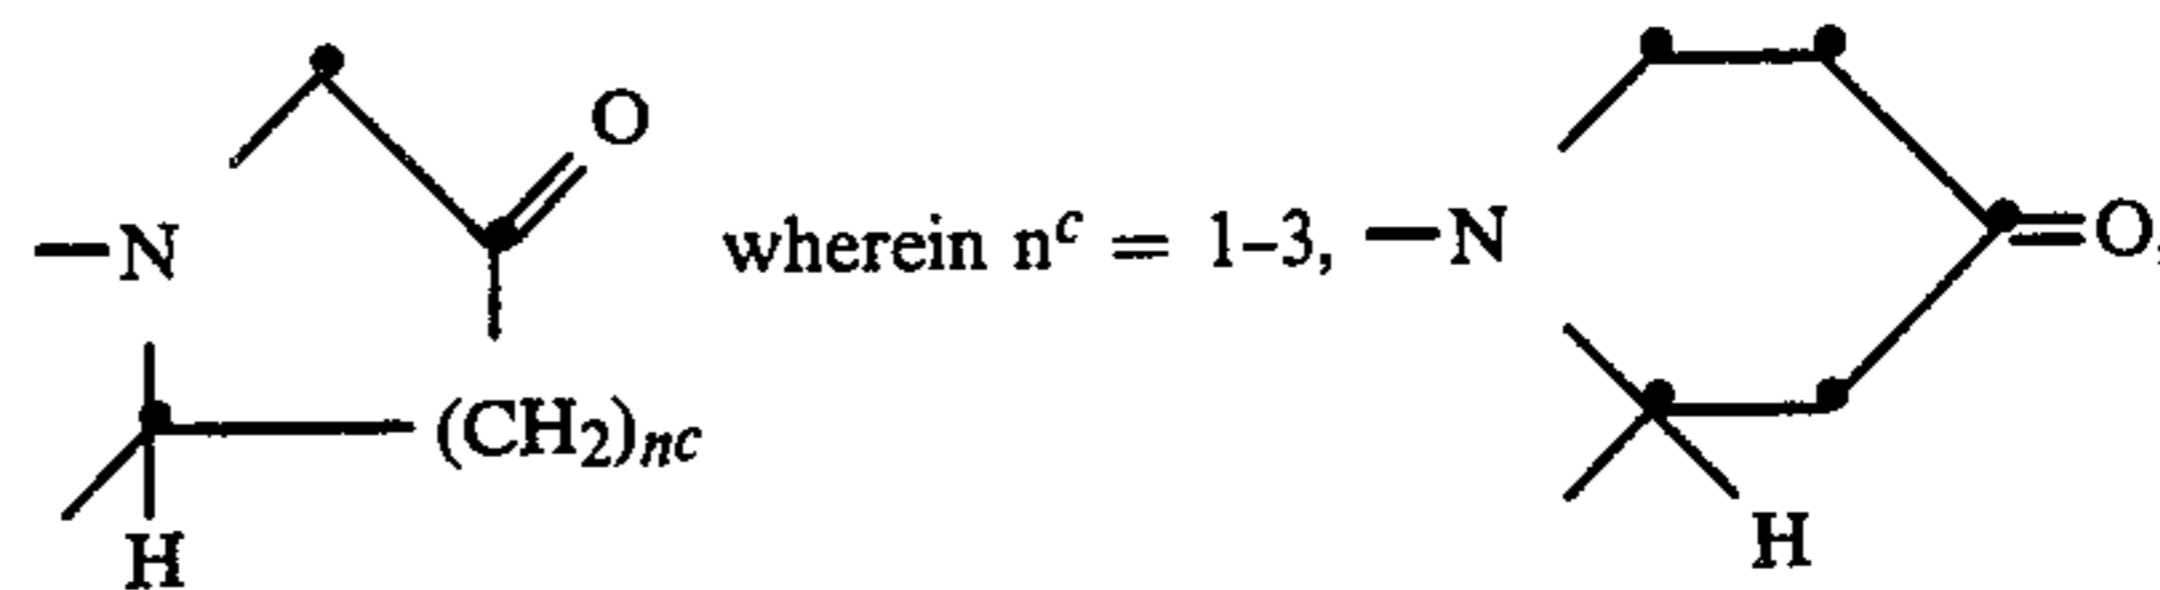 O
—N wherein n^c = 1–3, —N =O,
(CH₂)nc
H H